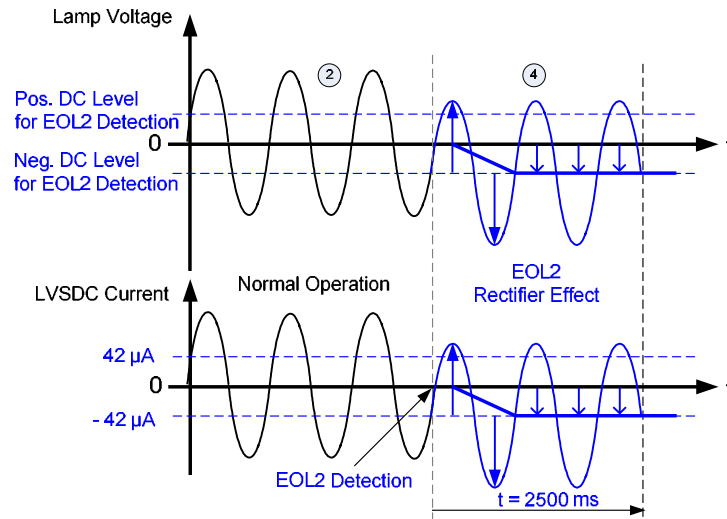 Lamp Voltage
2
4
Pos. DC Level
for EOL2 Detection
0
Neg. DC Level
for EOL2 Detection
t
Normal Operation
EOL2
Rectifier Effect
LVSDC Current
42 µA
0
t
- 42 µA
EOL2 Detection
t = 2500 ms